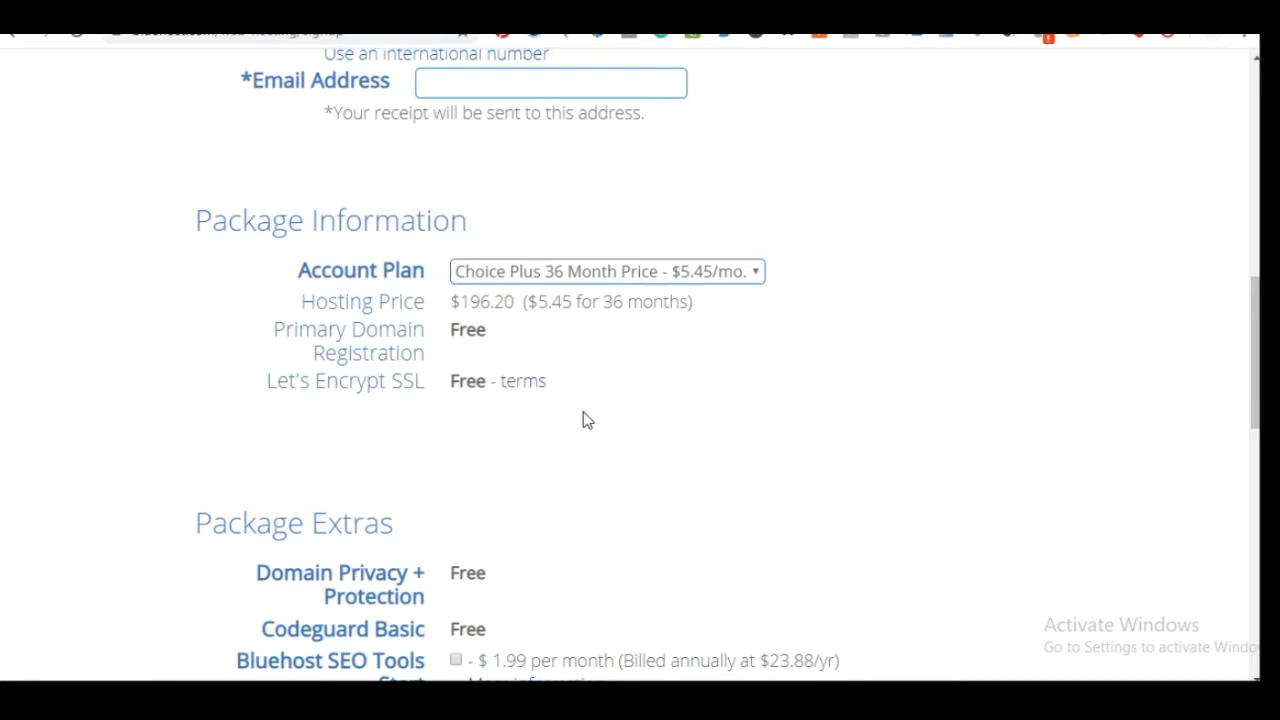 Use an international number
*Email Address
*Your receipt will be sent to this address.
Package Information
Account Plan Choice Plus 36 Month Price - $5.45/mo.
Hosting Price $196.20 ($5.45 for 36 months)
Primary Domain Free
Registration
Let's Encrypt SSL Free - terms
Package Extras
Domain Privacy + Free
Protection
Codeguard Basic Free
Activate Windows
Go to Settings to activate Windo
Bluehost SEO Tools - $ 1.99 per month (Billed annually at $23.88/yr)